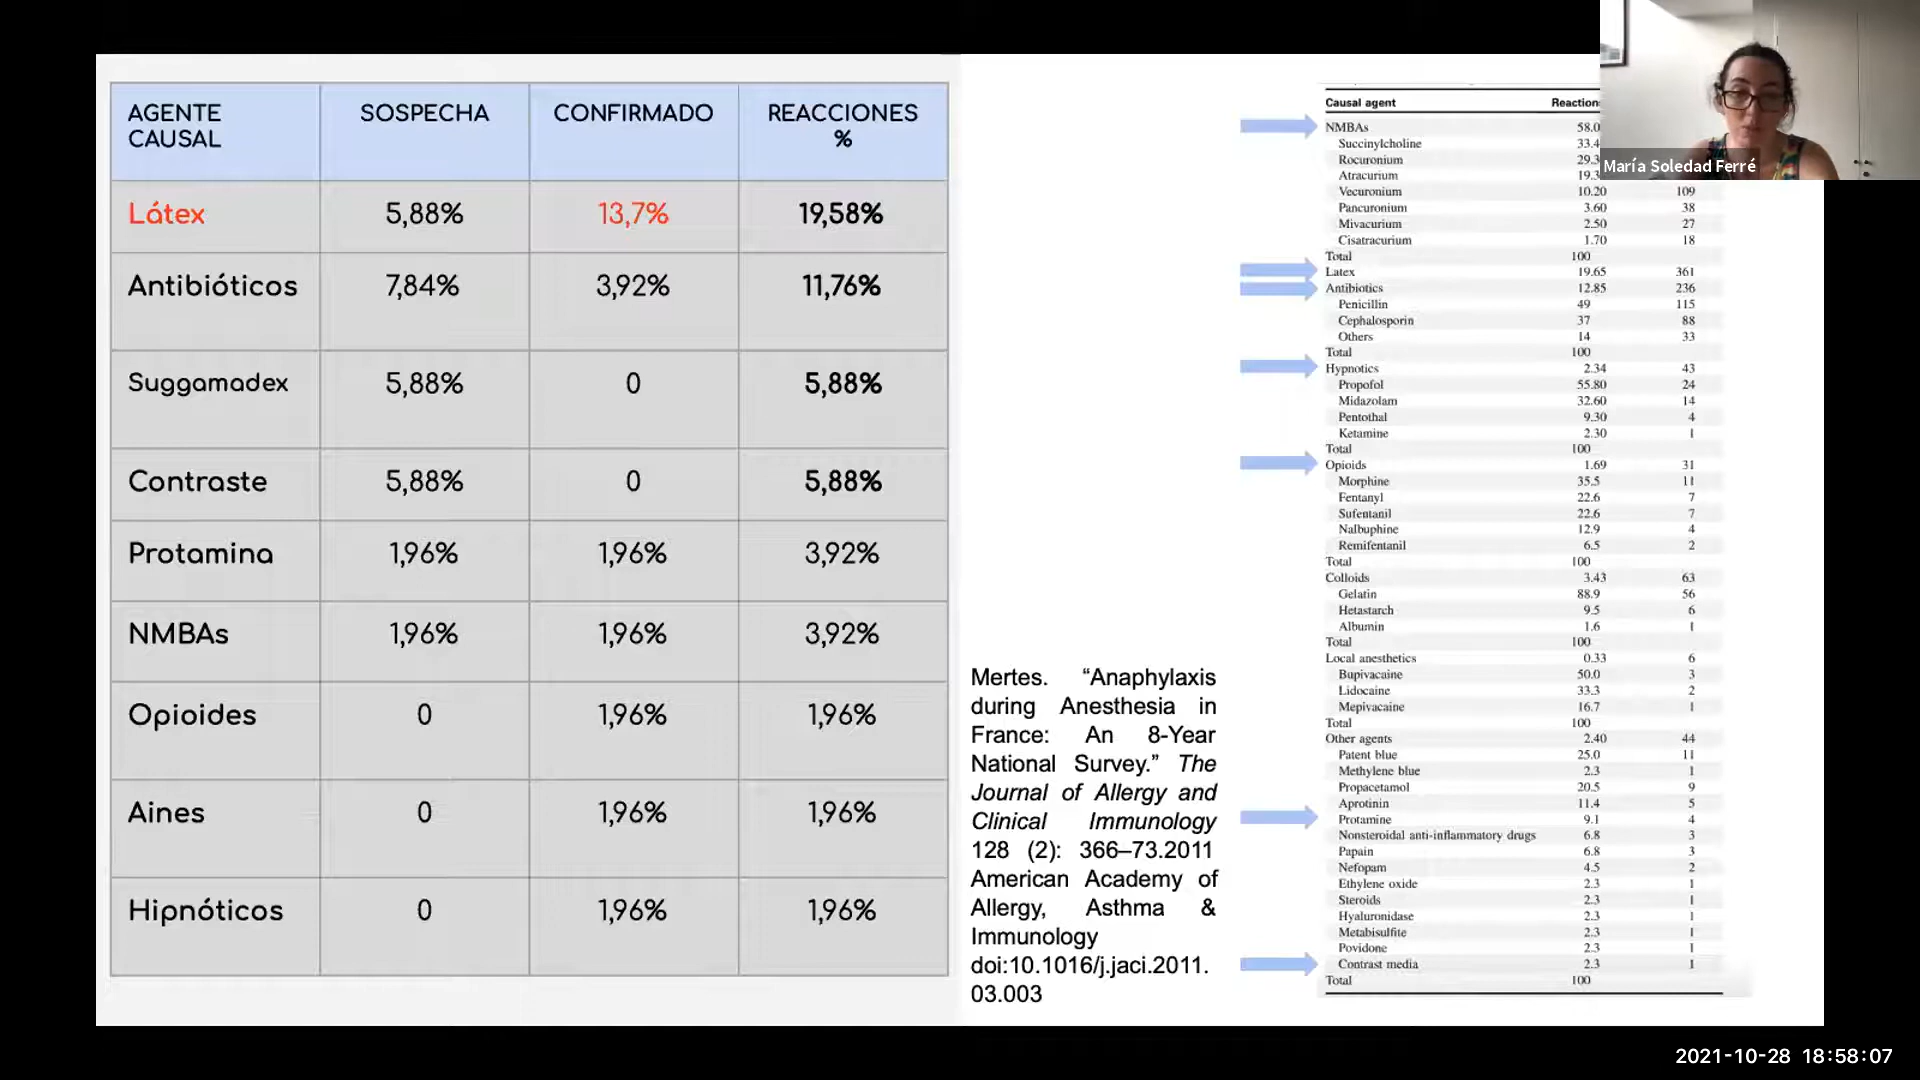 AGENTE CAUSAL SOSPECHA CONFIRMADO REACCIONES %
Látex 5,88% 13,7% 19,58%
Antibióticos 7,84% 3,92% 11,76%
Suggamadex 5,88% 0 5,88%
Contraste 5,88% 0 5,88%
Protamina 1,96% 1,96% 3,92%
NMBAs 1,96% 1,96% 3,92%
Opioides 0 1,96% 1,96%
Aines 0 1,96% 1,96%
Hipnóticos 0 1,96% 1,96%
Mertes. “Anaphylaxis
during Anesthesia in
France: An 8-Year
National Survey.” The
Journal of Allergy and
Clinical Immunology
128 (2): 366–73.2011
American Academy of
Allergy, Asthma &
Immunology
doi:10.1016/j.jaci.2011.
03.003
Causal agent
NMBAs 58.0
Succinylcholine 33.4
Rocuronium 29.3
Atracurium 19.3
Vecuronium 10.20 109
Pancuronium 3.60 38
Mivacurium 2.50 27
Cisatracurium 1.70 18
Total 100
Latex 19.65 361
Antibiotics 12.85 236
Penicillin 49 115
Cephalosporin 37 88
Others 14 33
Total 100
Hypnotics 2.34 43
Propofol 55.80 24
Midazolam 32.60 14
Pentothal 9.30 4
Ketamine 2.30 1
Total 100
Opioids 1.69 31
Morphine 35.5 11
Fentanyl 22.6 7
Sufentanil 22.6 7
Nalbuphine 12.9 4
Remifentanil 6.5 2
Total 100
Colloids 3.43 63
Gelatin 88.9 56
Hetastarch 9.5 6
Albumin 1.6 1
Total 100
Local anesthetics 0.33 6
Bupivacaine 50.0 3
Lidocaine 33.3 2
Mepivacaine 16.7 1
Total 100
Other agents 2.40 44
Patent blue 25.0 11
Methylene blue 2.3 1
Propacetamol 20.5 9
Aprotinin 11.4 5
Protamine 9.1 4
Nonsteroidal anti-inflammatory drugs 6.8 3
Papain 6.8 3
Nefopam 4.5 2
Ethylene oxide 2.3 1
Steroids 2.3 1
Hyaluronidase 2.3 1
Metabisulfite 2.3 1
Povidone 2.3 1
Contrast media 2.3 1
Total 100
María Soledad Ferré
2021-10-28 18:58:07